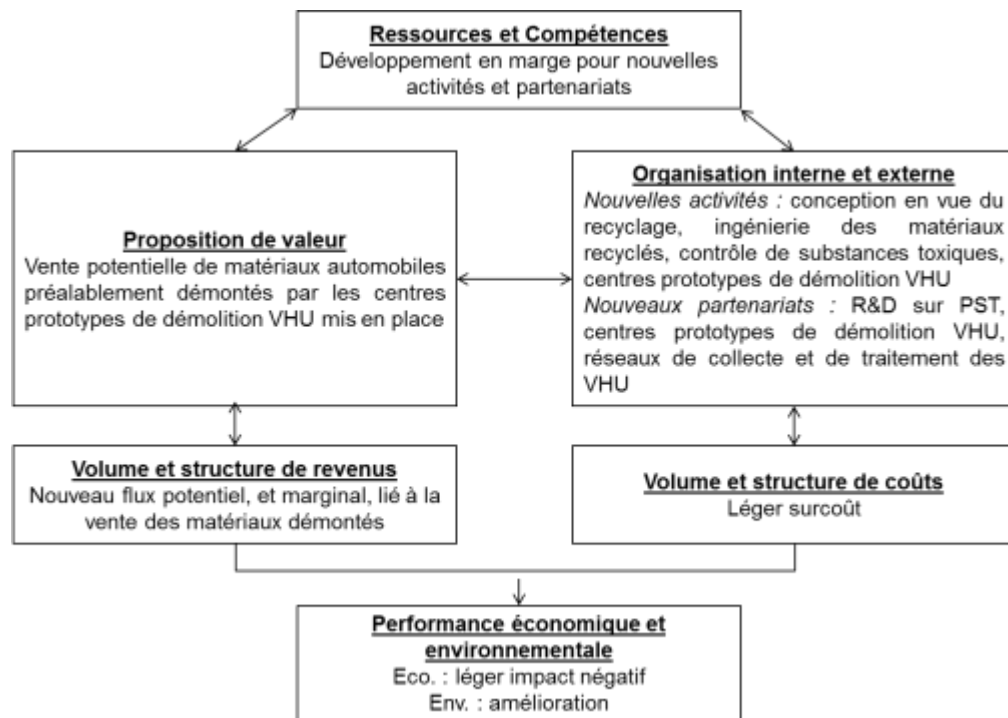 Ressources et Compétences
Développement en marge pour nouvelles
activités et partenariats
Proposition de valeur
Vente potentielle de matériaux automobiles
préalablement démontés par les centres
prototypes de démolition VHU mis en place
Organisation interne et externe
Nouvelles activités : conception en vue du
recyclage, ingénierie des matériaux
recyclés, contrôle de substances toxiques,
centres prototypes de démolition VHU
Nouveaux partenariats : R&D sur PST,
centres prototypes de démolition VHU,
réseaux de collecte et de traitement des
VHU
Volume et structure de revenus
Nouveau flux potentiel, et marginal, lié à la
vente des matériaux démontés
Volume et structure de coûts
Léger surcoût
Performance économique et
environnementale
Eco. : léger impact négatif
Env. : amélioration